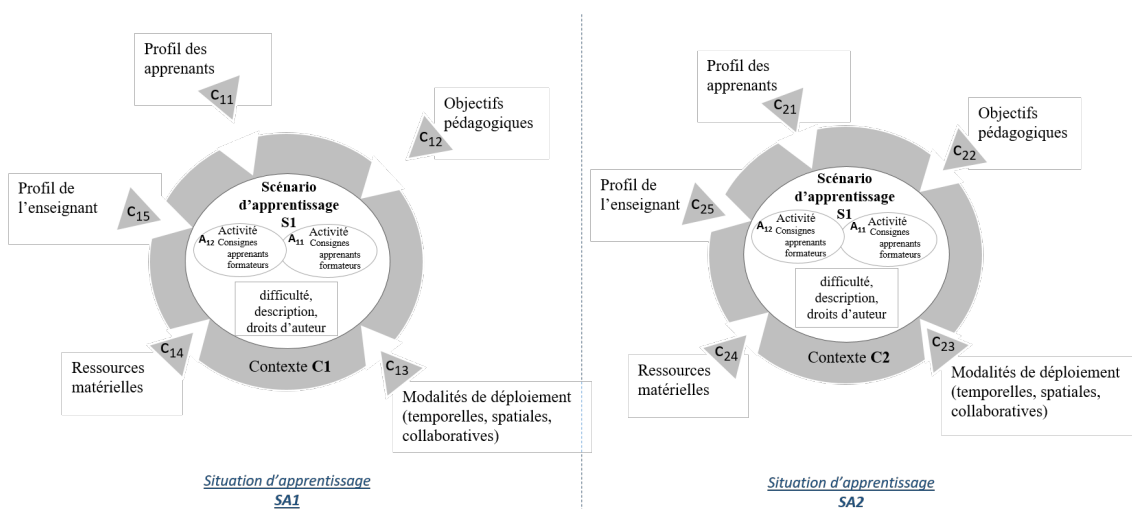 Profil des
apprenants
C11
Objectifs
pédagogiques
C12
Profil de
l'enseignant
C15
Scénario
d'apprentissage
S1
A12 Activité
Consignes
apprenants
formateurs
A11 Activité
Consignes
apprenants
formateurs
difficulté,
description,
droits d'auteur
C14
Ressources
matérielles
Contexte C1
C13
Modalités de déploiement
(temporelles, spatiales,
collaboratives)
Situation d'apprentissage
SA1
Profil des
apprenants
C21
Objectifs
pédagogiques
C22
Profil de
l'enseignant
C25
Scénario
d'apprentissage
S1
A12 Activité
Consignes
apprenants
formateurs
A11 Activité
Consignes
apprenants
formateurs
difficulté,
description,
droits d'auteur
C24
Ressources
matérielles
Contexte C2
C23
Modalités de déploiement
(temporelles, spatiales,
collaboratives)
Situation d'apprentissage
SA2